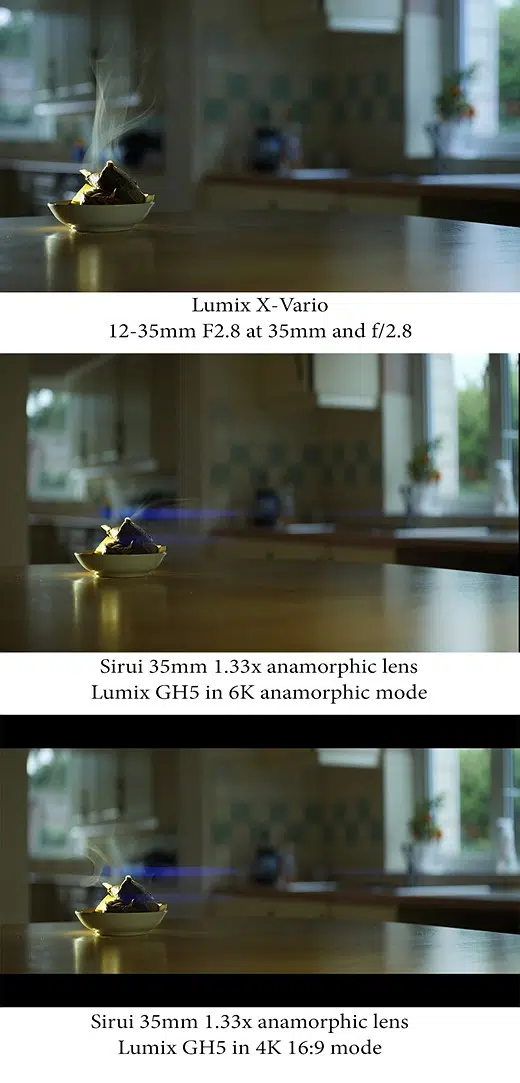 Lumix X-Vario
12-35mm F2.8 at 35mm and f/2.8
Sirui 35mm 1.33x anamorphic lens
Lumix GH5 in 6K anamorphic mode
Sirui 35mm 1.33x anamorphic lens
Lumix GH5 in 4K 16:9 mode